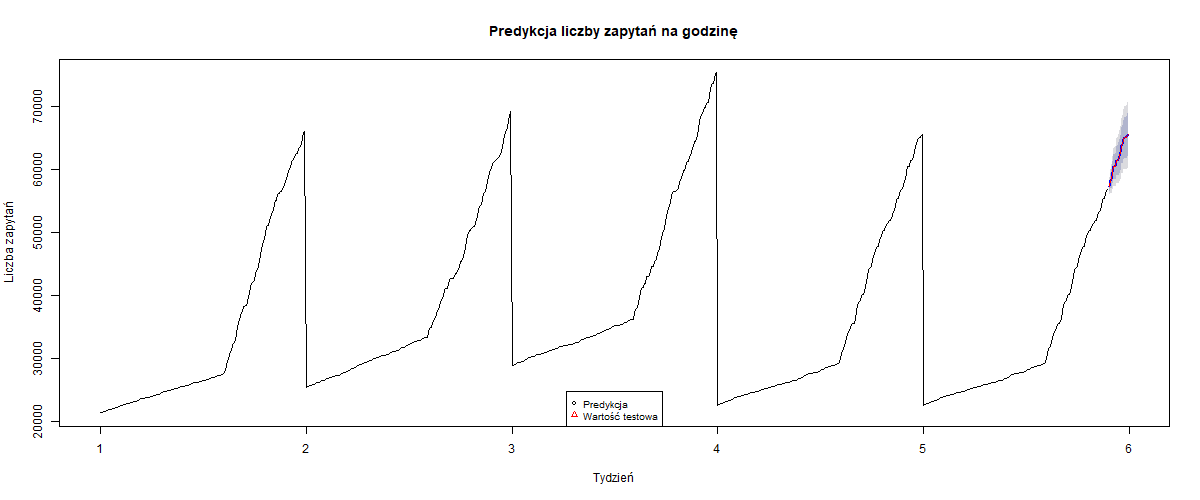 Predykcja liczby zapytań na godzinę
Liczba zapytań
70000
60000
50000
40000
30000
20000
Predykcja
Wartość testowa
1 2 3 4 5 6
Tydzień